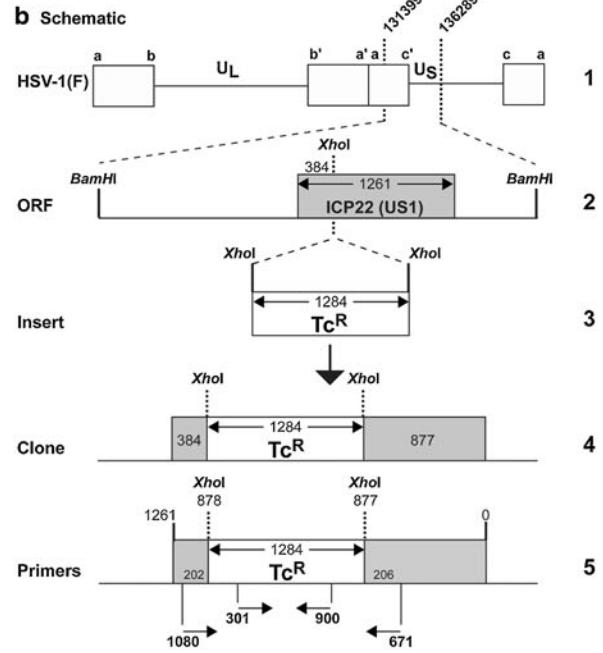 b Schematic
131399 136289
a b b' a' a c' c a
HSV-1(F) UL US 1
XhoI
384
BamHI 1261 BamHI
ORF ICP22 (US1) 2
XhoI XhoI
1284
Insert TcR 3
XhoI XhoI
1284
Clone 384 TcR 877 4
XhoI XhoI
1261 878 877 0
1284
Primers 202 TcR 206 5
301 900
1080 671